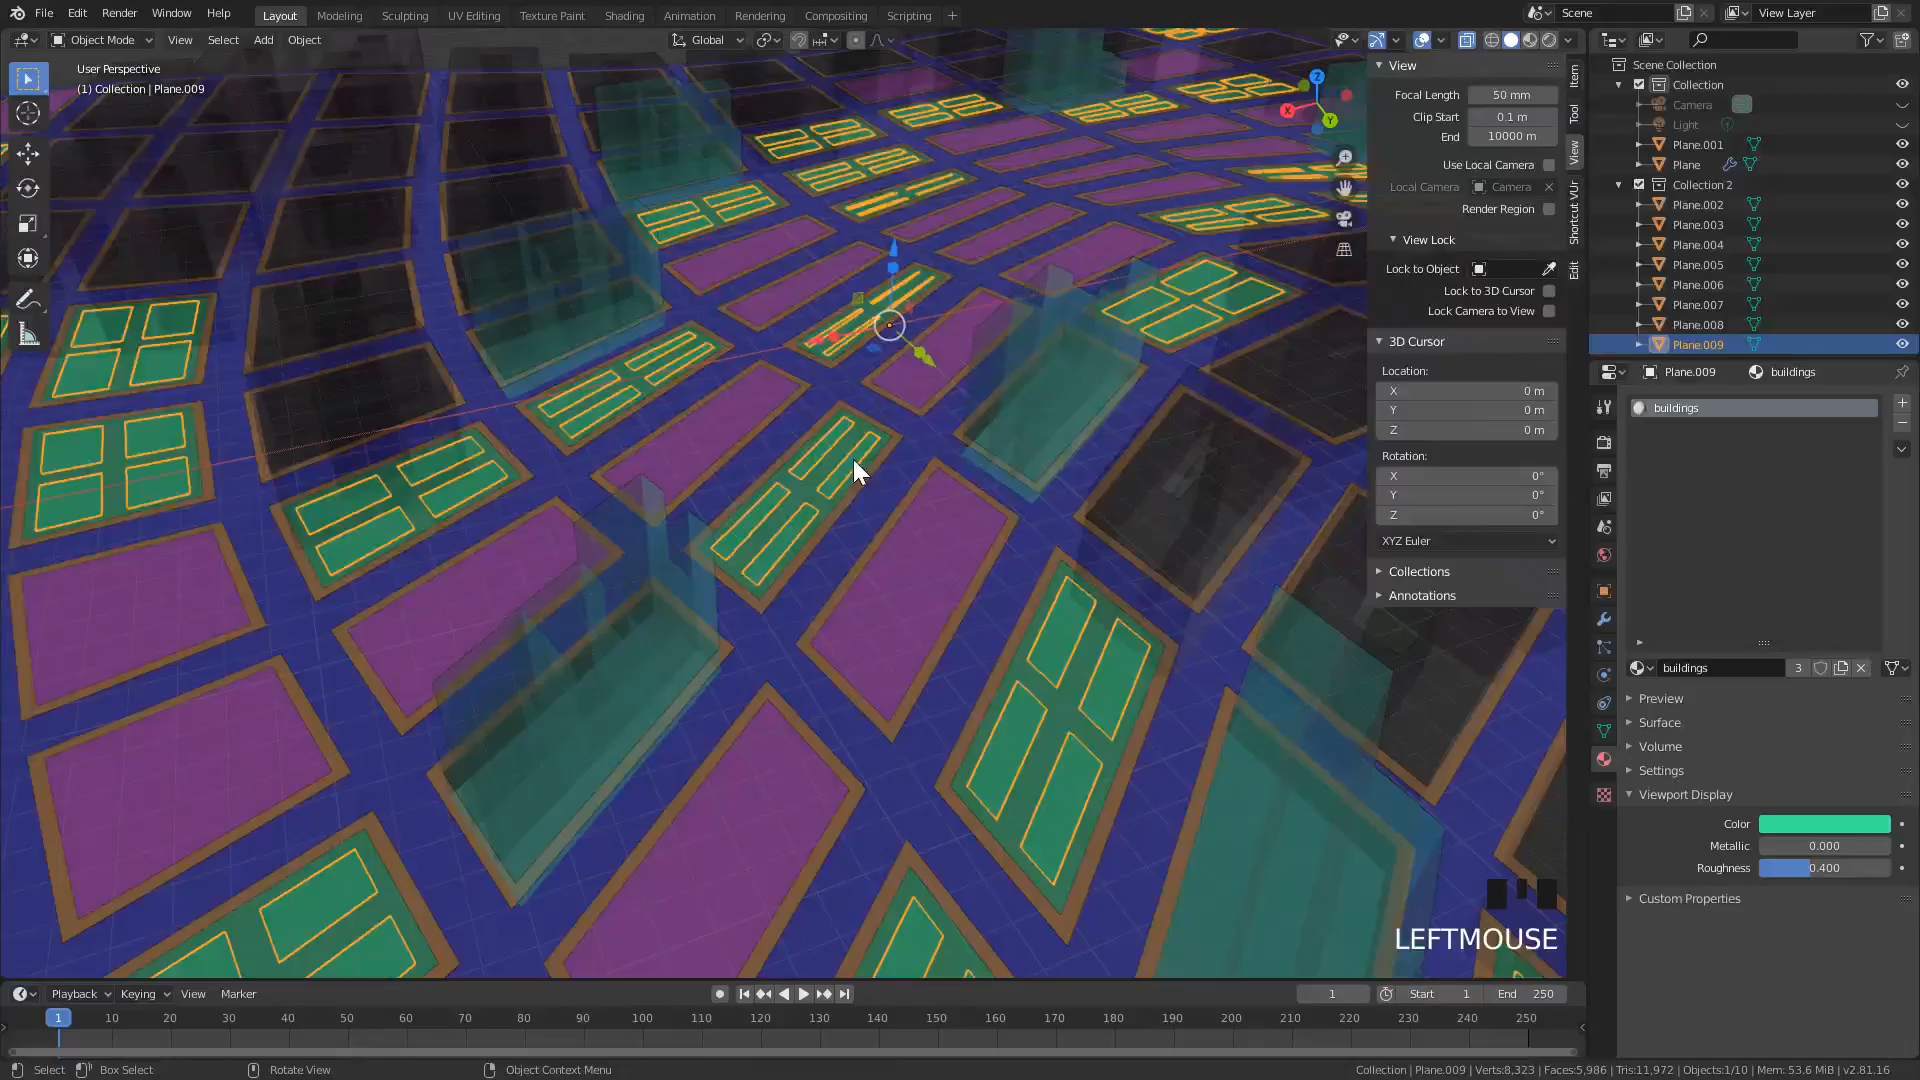 File Edit Render Window Help Layout Modeling Sculpting UV Editing Texture Paint Shading Animation Rendering Compositing Scripting + Scene View Layer
Object Mode View Select Add Object Global
User Perspective
(1) Collection | Plane.009
View
Focal Length 50 mm
Clip Start 0.1 m
End 10000 m
Use Local Camera
Local Camera Camera
Render Region
View Lock
Lock to Object
Lock to 3D Cursor
Lock Camera to View
3D Cursor
Location:
X 0 m
Y 0 m
Z 0 m
Rotation:
X 0°
Y 0°
Z 0°
XYZ Euler
Collections
Annotations
Item
Tool
View
Shortcut VUr
Edit
Z
X
Y
Scene Collection
Collection
Camera
Light
Plane.001
Plane
Collection 2
Plane.002
Plane.003
Plane.004
Plane.005
Plane.006
Plane.007
Plane.008
Plane.009
Plane.009 buildings
buildings
buildings 3
Preview
Surface
Volume
Settings
Viewport Display
Color
Metallic 0.000
Roughness 0.400
Custom Properties
LEFTMOUSE
Playback Keying View Marker 1 Start 1 End 250
1 10 20 30 40 50 60 70 80 90 100 110 120 130 140 150 160 170 180 190 200 210 220 230 240 250
Select Box Select Rotate View Object Context Menu Collection | Plane.009 | Verts:8,323 | Faces:5,986 | Tris:11,972 | Objects:1/10 | Mem: 53.6 MiB | v2.81.16